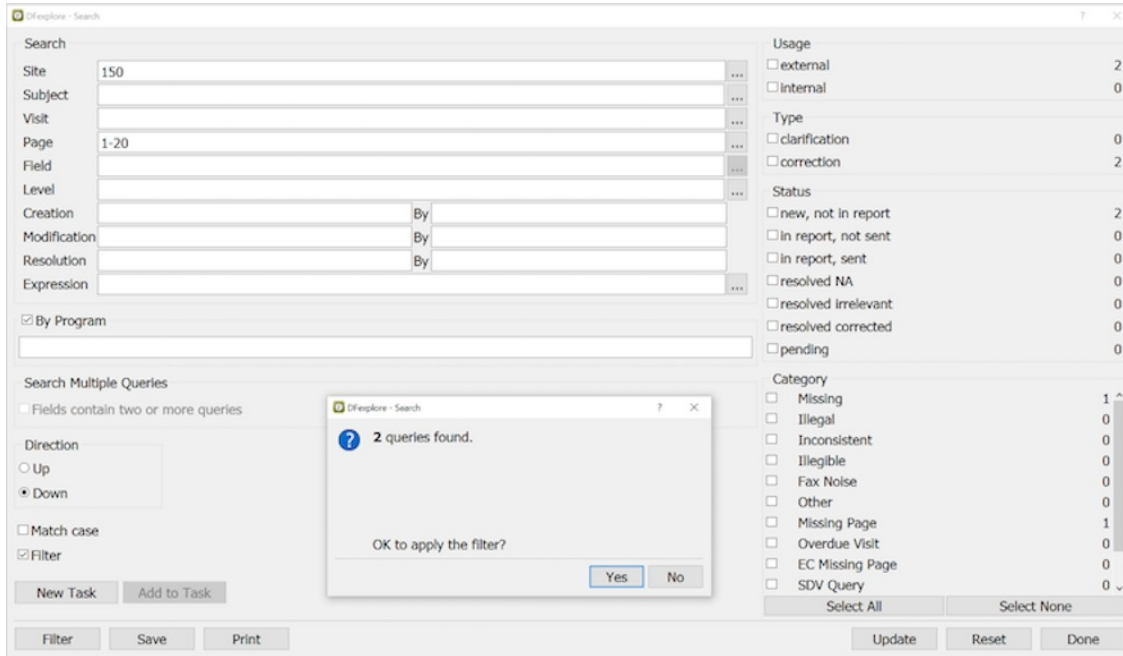 DFexplore - Search
Search
Site 150 ...
Subject ...
Visit ...
Page 1-20 ...
Field ...
Level ...
Creation By
Modification By
Resolution By
Expression ...
By Program
Search Multiple Queries
Fields contain two or more queries
Direction
Up
Down
Match case
Filter
New Task Add to Task
Filter Save Print
DFexplore - Search ? ×
2 queries found.
OK to apply the filter?
Yes No
? ×
Usage
external 2
internal 0
Type
clarification 0
correction 2
Status
new, not in report 2
in report, not sent 0
in report, sent 0
resolved NA 0
resolved irrelevant 0
resolved corrected 0
pending 0
Category
Missing 1
Illegal 0
Inconsistent 0
Illegible 0
Fax Noise 0
Other 0
Missing Page 1
Overdue Visit 0
EC Missing Page 0
SDV Query 0
Select All Select None
Update Reset Done